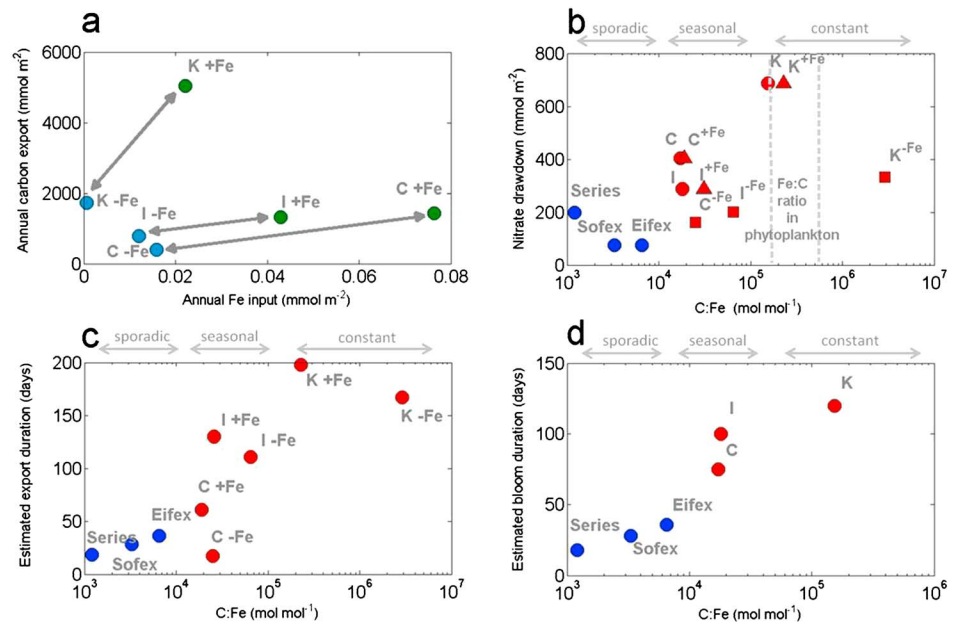 a
Annual carbon export (mmol m-2)
6000
4000
2000
0
K +Fe
K -Fe
I -Fe
I +Fe
C +Fe
C -Fe
0
0.02
0.04
0.06
0.08
Annual Fe input (mmol m-2)
b
sporadic
seasonal
constant
Nitrate drawdown (mmol m-2)
800
600
400
200
0
K
K+Fe
C
C+Fe
K-Fe
I
I+Fe
Series
C-Fe
I-Fe
Fe:C
ratio
in
phytoplankton
Sofex
Eifex
103
104
105
106
107
C:Fe (mol mol-1)
c
sporadic
seasonal
constant
Estimated export duration (days)
200
150
100
50
0
K +Fe
K -Fe
I +Fe
I -Fe
C +Fe
Eifex
Series
C -Fe
Sofex
103
104
105
106
107
C:Fe (mol mol-1)
d
sporadic
seasonal
constant
Estimated bloom duration (days)
150
100
50
0
K
I
C
Eifex
Series
Sofex
103
104
105
106
C:Fe (mol mol-1)